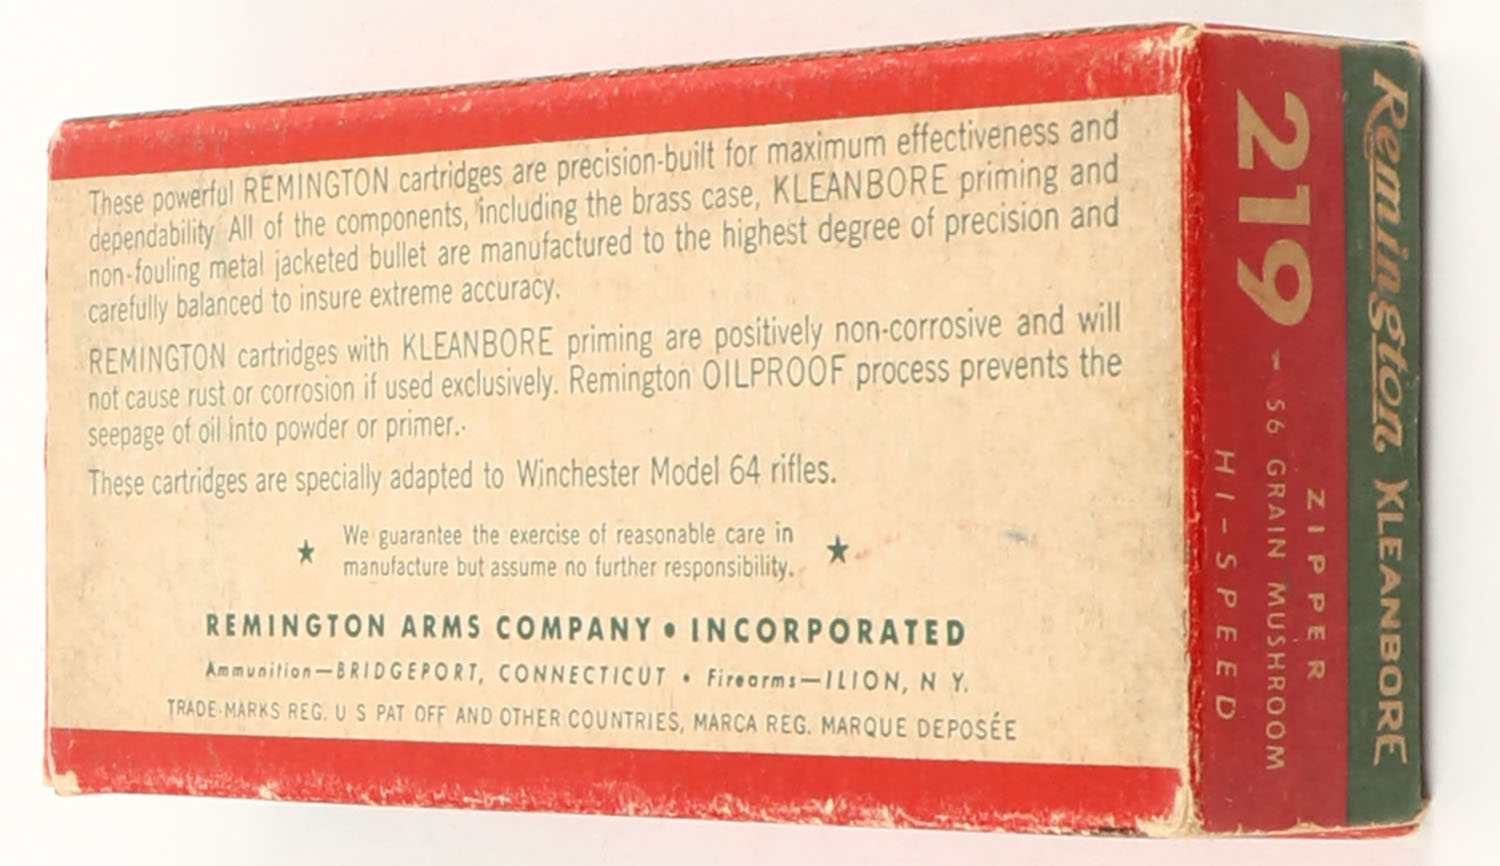 These powerful REMINGTON cartridges are precision-built for maximum effectiveness and
dependability All of the components, including the brass case, KLEANBORE priming and
non-fouling metal jacketed bullet are manufactured to the highest degree of precision and
carefully balanced to insure extreme accuracy.
REMINGTON cartridges with KLEANBORE priming are positively non-corrosive and will
not cause rust or corrosion if used exclusively. Remington OILPROOF process prevents the
seepage of oil into powder or primer.
These cartridges are specially adapted to Winchester Model 64 rifles.
We guarantee the exercise of reasonable care in
manufacture but assume no further responsibility.
REMINGTON ARMS COMPANY • INCORPORATED
Ammunition—BRIDGEPORT, CONNECTICUT • Firearms—ILION, N Y.
TRADE-MARKS REG. U S PAT OFF AND OTHER COUNTRIES, MARCA REG. MARQUE DEPOSÉE
Remington KLEANBORE
219 - ZIPPER
56 GRAIN MUSHROOM
HI-SPEED